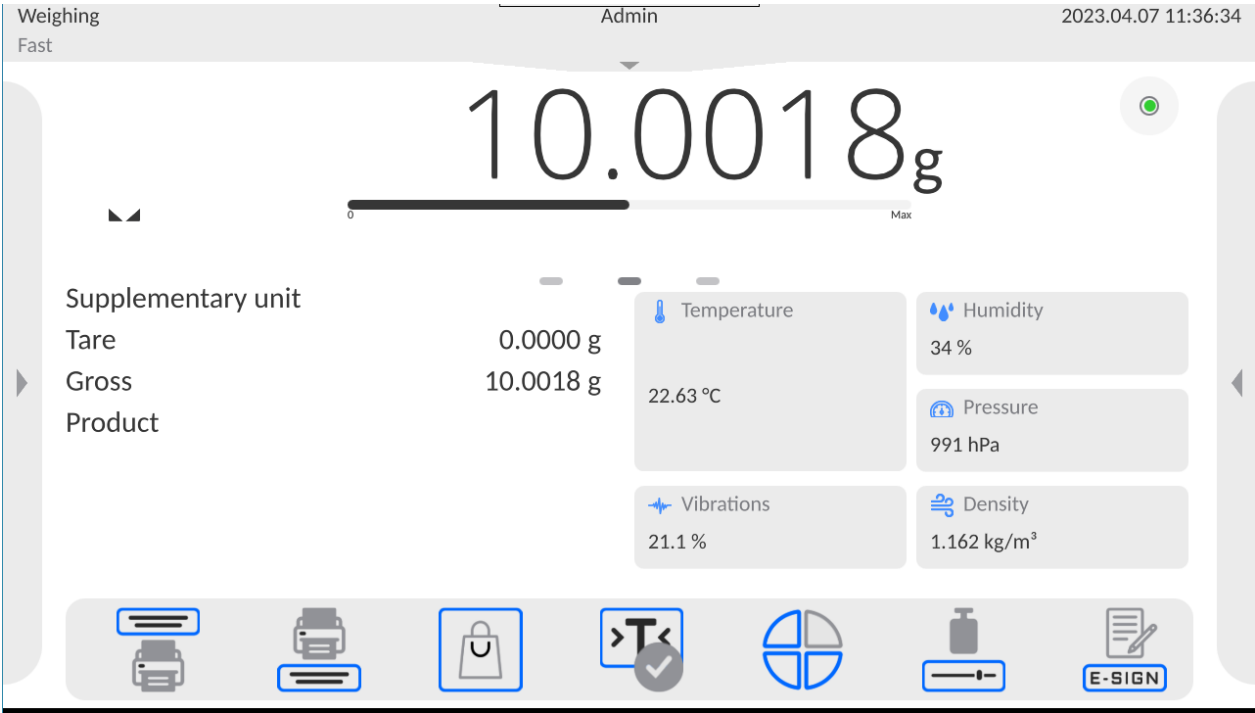 Weighing
Admin
2023.04.07 11:36:34
Fast
10.0018 g
0
Max
Supplementary unit
Tare 0.0000 g
Gross 10.0018 g
Product
Temperature
22.63 °C
Humidity
34 %
Pressure
991 hPa
Vibrations
21.1 %
Density
1.162 kg/m³
>T<
E-SIGN